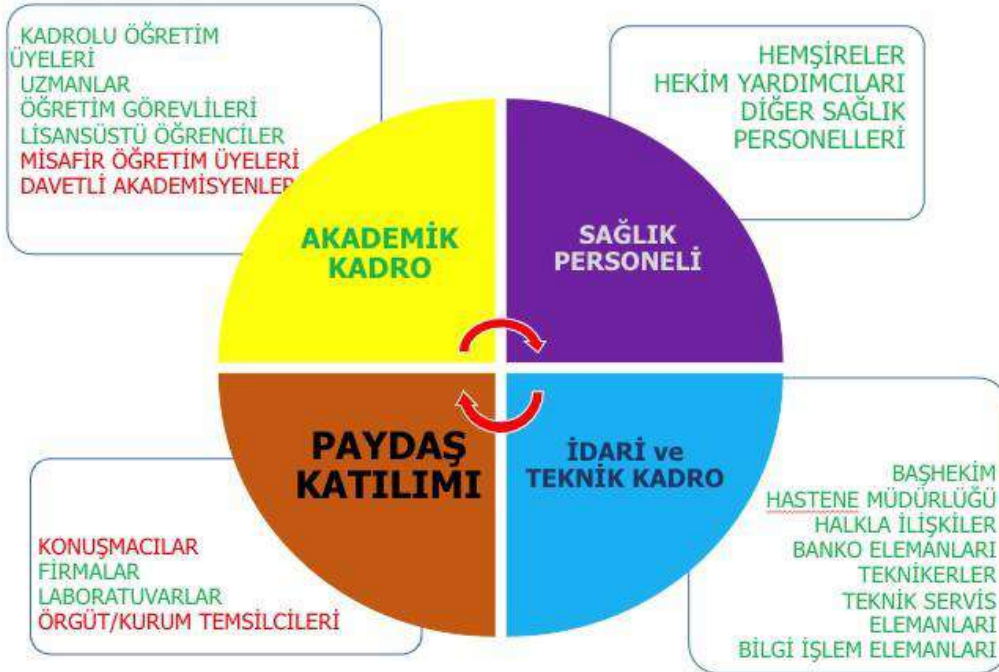 KADROLU ÖĞRETİM
ÜYELERİ
UZMANLAR
ÖĞRETİM GÖREVLİLERİ
LİSANSÜSTÜ ÖĞRENCİLER
MİSAFİR ÖĞRETİM ÜYELERİ
DAVETLİ AKADEMİSYENLER
HEMŞİRELER
HEKİM YARDIMCILARI
DİĞER SAĞLIK
PERSONELLERİ
AKADEMİK
KADRO
SAĞLIK
PERSONELİ
PAYDAŞ
KATILIMI
İDARİ ve
TEKNİK KADRO
KONUŞMACILAR
FİRMALAR
LABORATUVARLAR
ÖRGÜT/KURUM TEMSİLCİLERİ
BAŞHEKİM
HASTENE MÜDÜRLÜĞÜ
HALKLA İLİŞKİLER
BANKO ELEMANLARI
TEKNİKERLER
TEKNİK SERVİS
ELEMANLARI
BİLGİ İŞLEM ELEMANLARI